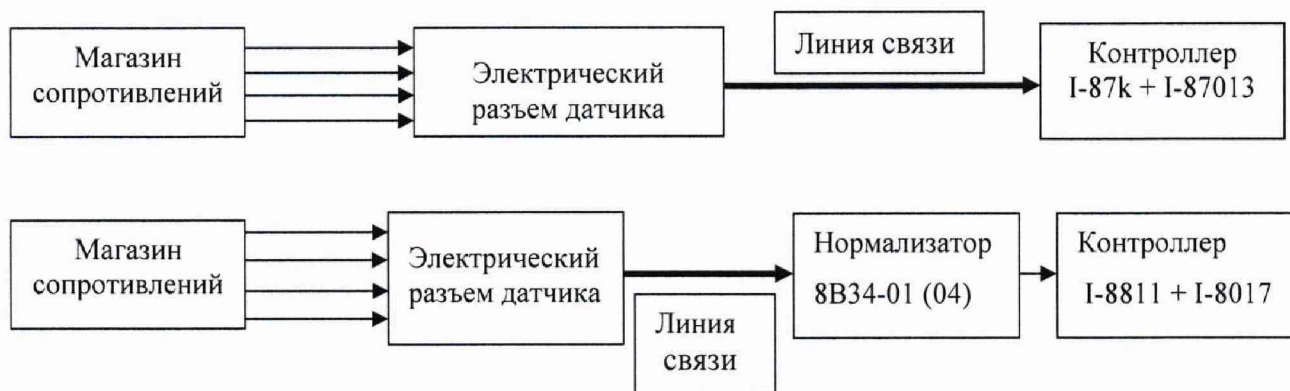 Магазин
сопротивлений
Электрический
разъем датчика
Линия связи
Контроллер
I-87k + I-87013
Магазин
сопротивлений
Электрический
разъем датчика
Линия
связи
Нормализатор
8В34-01 (04)
Контроллер
I-8811 + I-8017